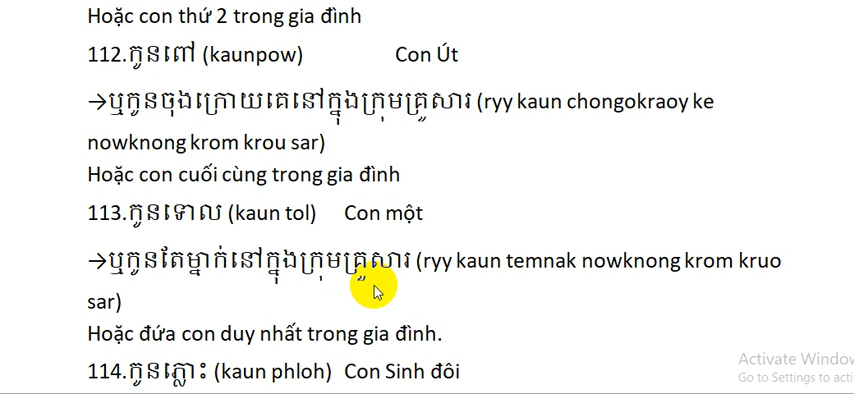 Hoặc con thứ 2 trong gia đình
112.កូនពៅ (kaunpow) Con Út
→ឬកូនចុងក្រោយគេនៅក្នុងក្រុមគ្រួសារ (ryy kaun chongokraoy ke
nowknong krom krou sar)
Hoặc con cuối cùng trong gia đình
113.កូនទោល (kaun tol) Con một
→ឬកូនតែម្នាក់នៅក្នុងក្រុមគ្រួសារ (ryy kaun temnak nowknong krom kruo
sar)
Hoặc đứa con duy nhất trong gia đình.
114.កូនភ្លោះ (kaun phloh) Con Sinh đôi
Activate Window
Go to Settings to acti